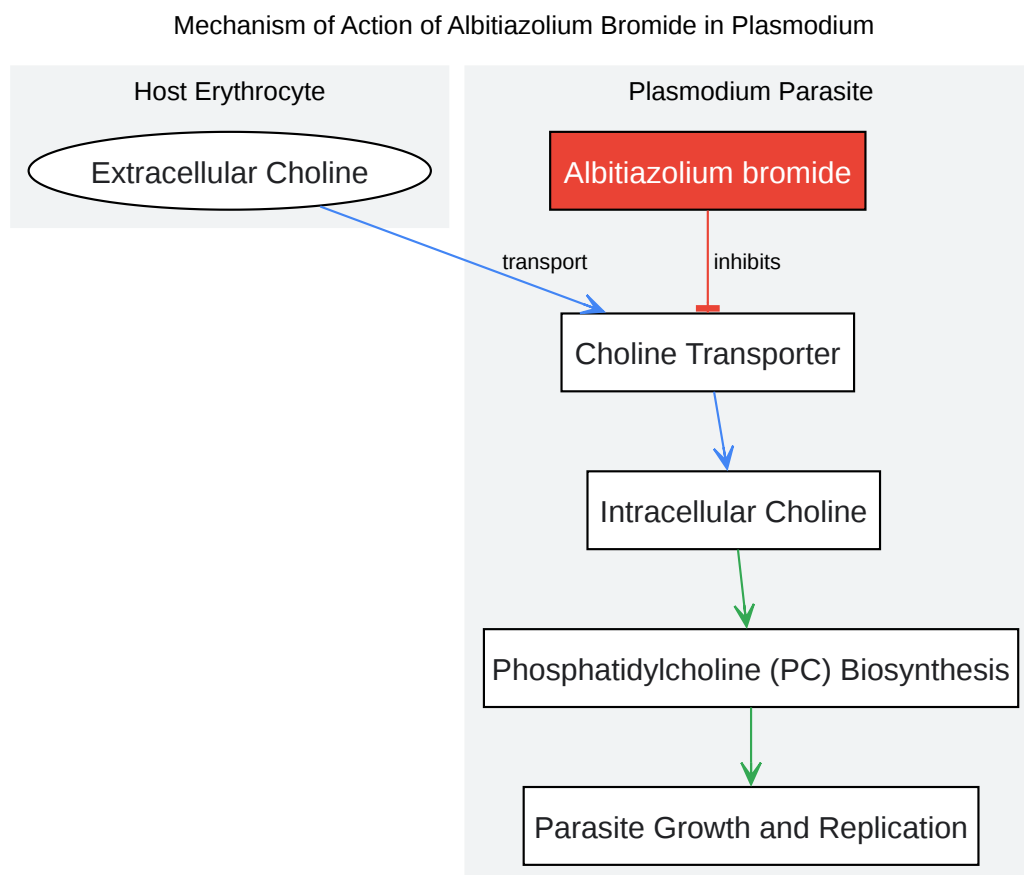 Mechanism of Action of Albitiazolium Bromide in Plasmodium
Host Erythrocyte
Extracellular Choline
Plasmodium Parasite
Albitiazolium bromide
transport
inhibits
Choline Transporter
Intracellular Choline
Phosphatidylcholine (PC) Biosynthesis
Parasite Growth and Replication